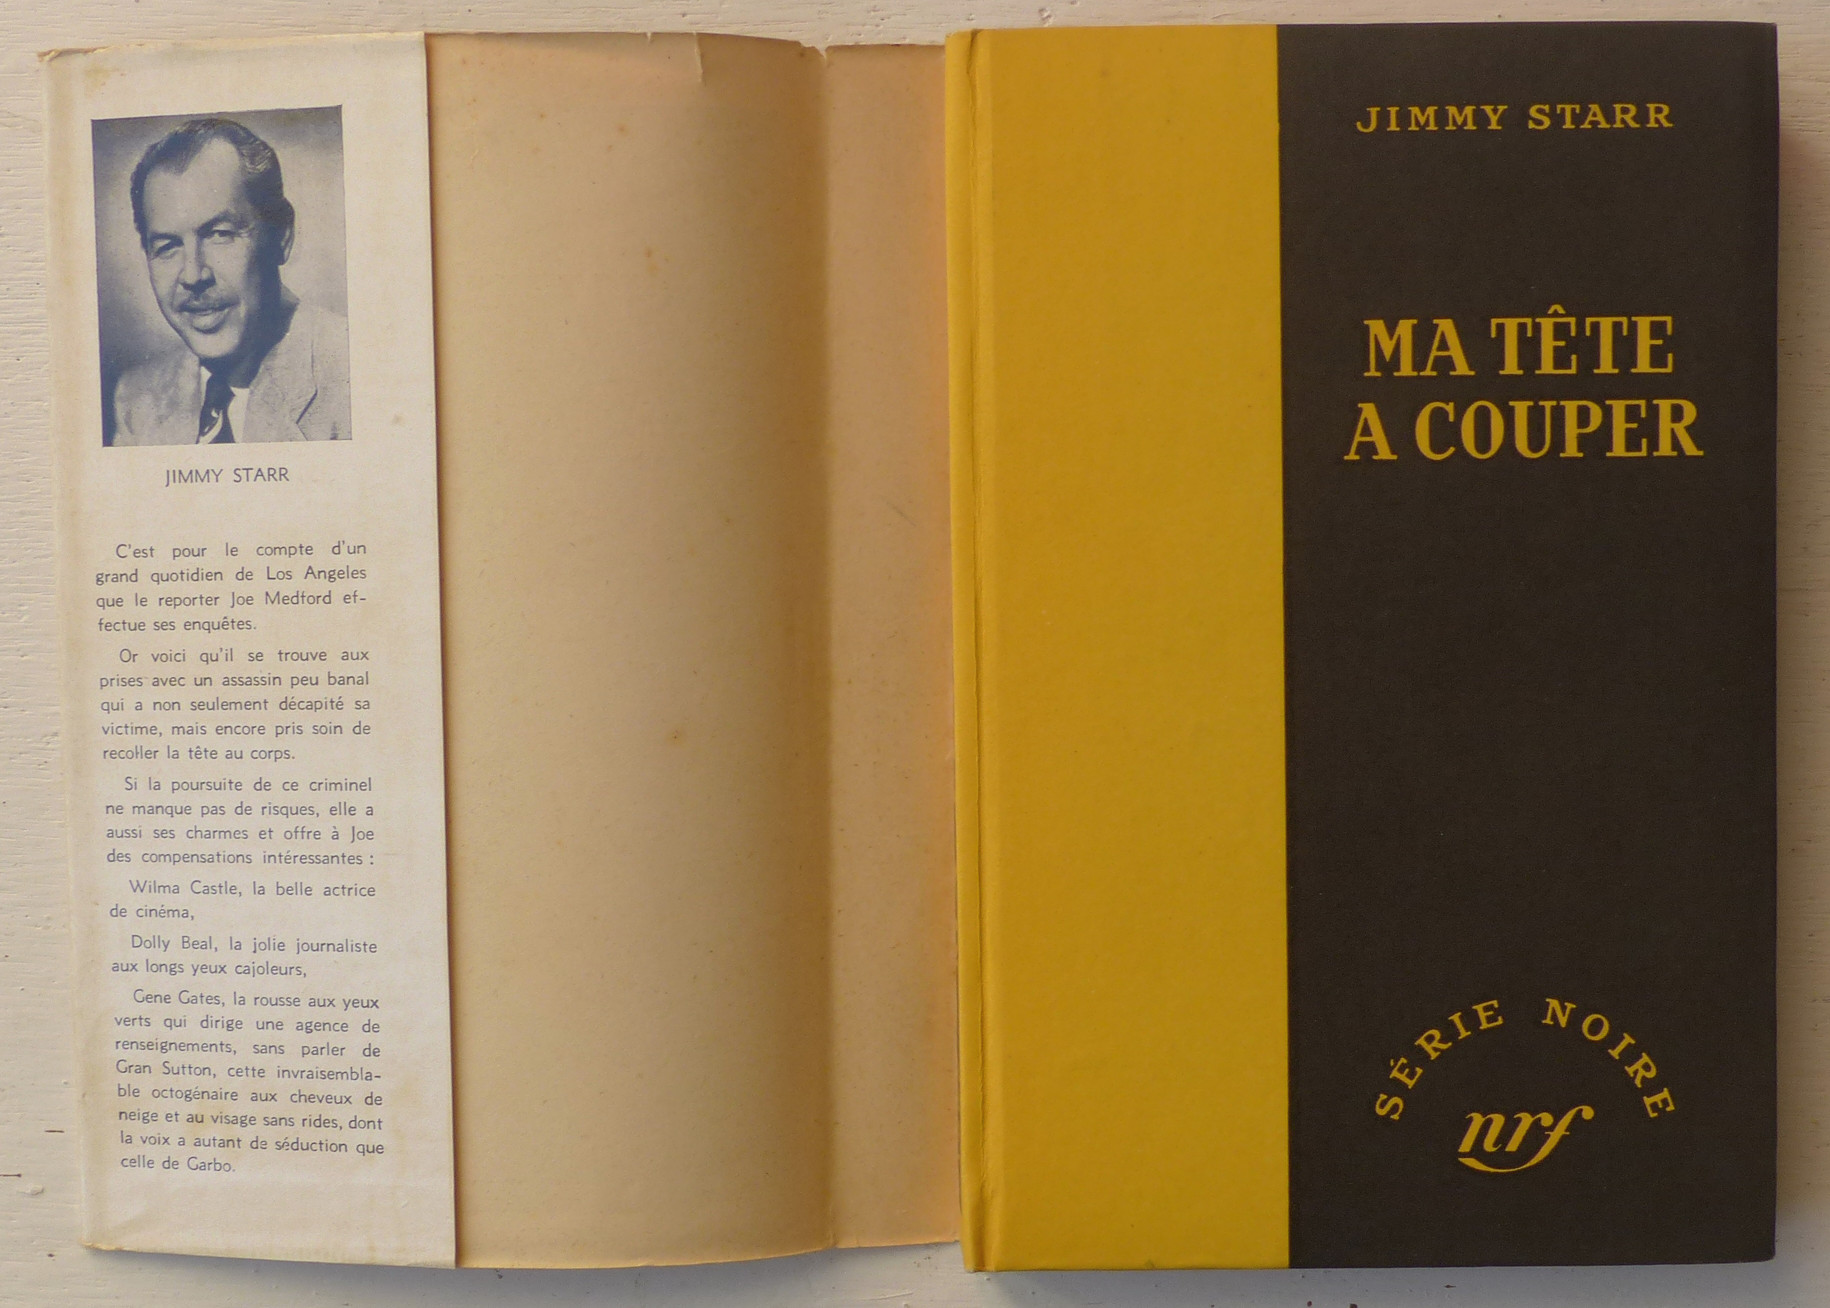 JIMMY STARR
C'est pour le compte d'un
grand quotidien de Los Angeles
que le reporter Joe Medford ef-
fectue ses enquêtes.
Or voici qu'il se trouve aux
prises avec un assassin peu banal
qui a non seulement décapité sa
victime, mais encore pris soin de
recoller la tête au corps.
Si la poursuite de ce criminel
ne manque pas de risques, elle a
aussi ses charmes et offre à Joe
des compensations intéressantes :
Wilma Castle, la belle actrice
de cinéma,
Dolly Beal, la jolie journaliste
aux longs yeux cajoleurs,
Gene Gates, la rousse aux yeux
verts qui dirige une agence de
renseignements, sans parler de
Gran Sutton, cette invraisembla-
ble octogénaire aux cheveux de
neige et au visage sans rides, dont
la voix a autant de séduction que
celle de Garbo.
JIMMY STARR
MA TÊTE
A COUPER
SÉRIE NOIRE
nrf